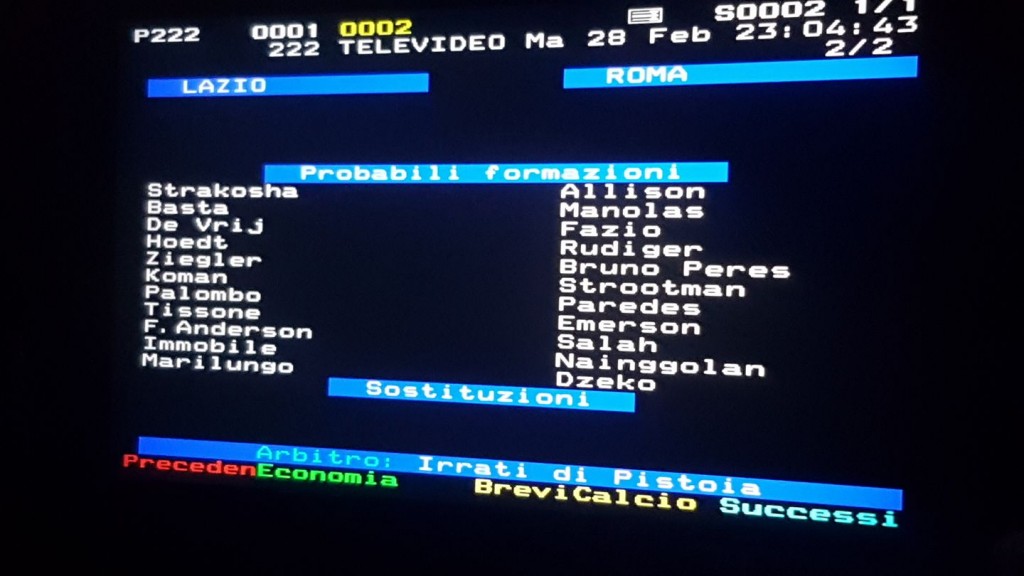 P222 0001 0002 S0002 1/1
222 TELEVIDEO Ma 28 Feb 23:04:43
2/2
LAZIO ROMA
Probabili formazioni
Strakosha Allison
Basta Manolas
De Vrij Fazio
Hoedt Rudiger
Ziegler Bruno Peres
Koman Strootman
Palombo Paredes
Tissone Emerson
F.Anderson Salah
Immobile Nainggolan
Marilungo Dzeko
Sostituzioni
Arbitro: Irrati di Pistoia
PrecedenEconomia BreviCalcio Successi